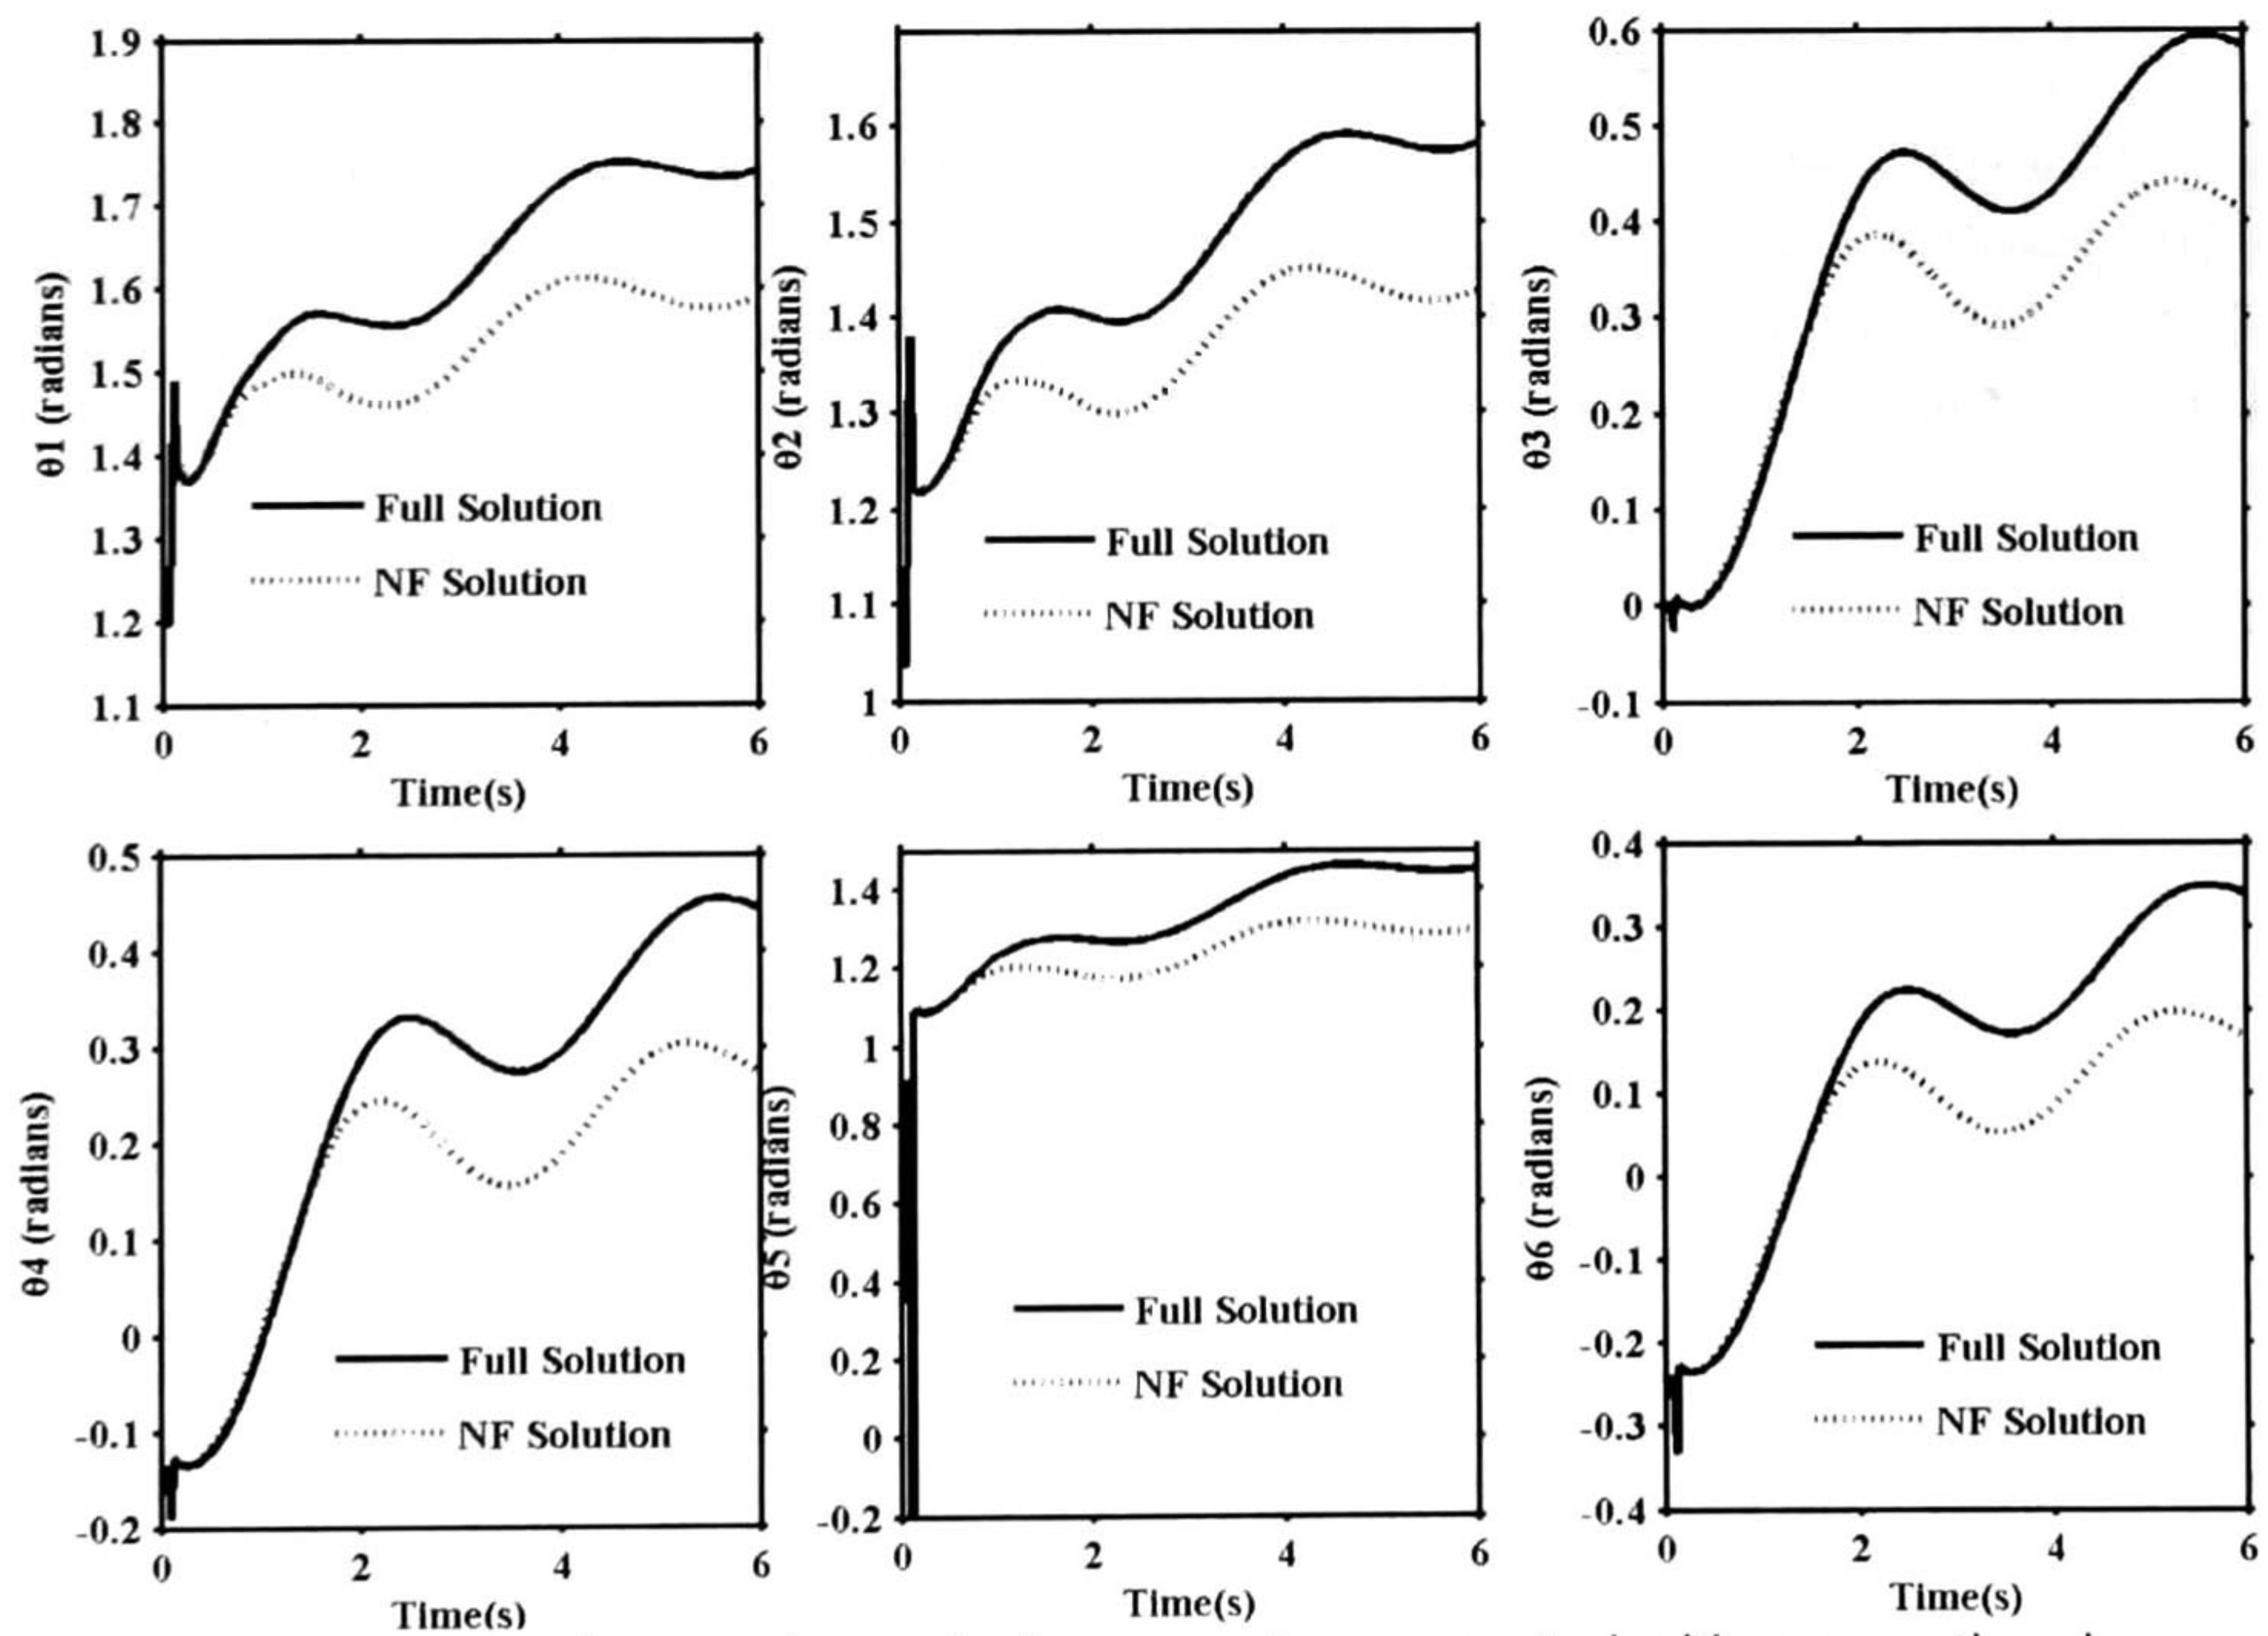 1.9
1.8
1.7
1.6
1.5
1.4
1.3
1.2
1.1
θ1 (radians)
Full Solution
NF Solution
0 2 4 6
Time(s)
1.6
1.5
1.4
1.3
1.2
1.1
1
θ2 (radians)
Full Solution
NF Solution
0 2 4 6
Time(s)
0.6
0.5
0.4
0.3
0.2
0.1
0
-0.1
θ3 (radians)
Full Solution
NF Solution
0 2 4 6
Time(s)
0.5
0.4
0.3
0.2
0.1
0
-0.1
-0.2
θ4 (radians)
Full Solution
NF Solution
0 2 4 6
Time(s)
1.4
1.2
1
0.8
0.6
0.4
0.2
0
-0.2
θ5 (radians)
Full Solution
NF Solution
0 2 4 6
Time(s)
0.4
0.3
0.2
0.1
0
-0.1
-0.2
-0.3
-0.4
θ6 (radians)
Full Solution
NF Solution
0 2 4 6
Time(s)